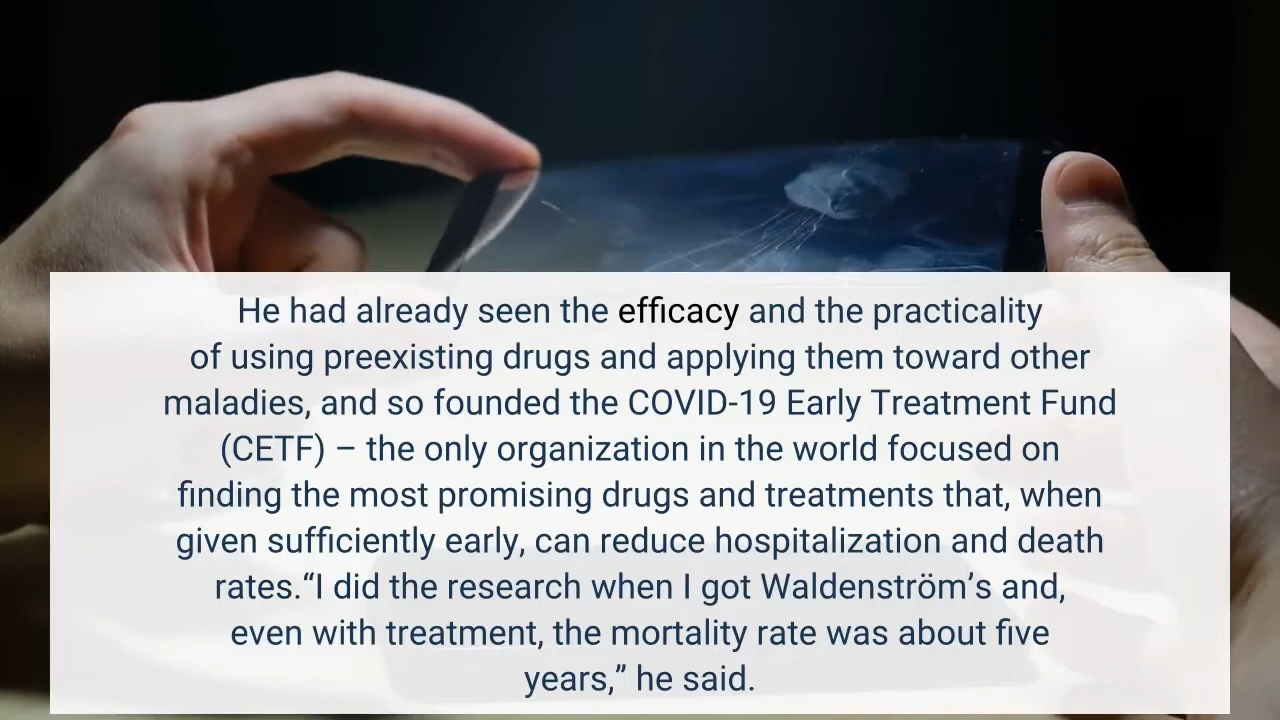 He had already seen the efficacy and the practicality
of using preexisting drugs and applying them toward other
maladies, and so founded the COVID-19 Early Treatment Fund
(CETF) – the only organization in the world focused on
finding the most promising drugs and treatments that, when
given sufficiently early, can reduce hospitalization and death
rates.“I did the research when I got Waldenström’s and,
even with treatment, the mortality rate was about five
years,” he said.